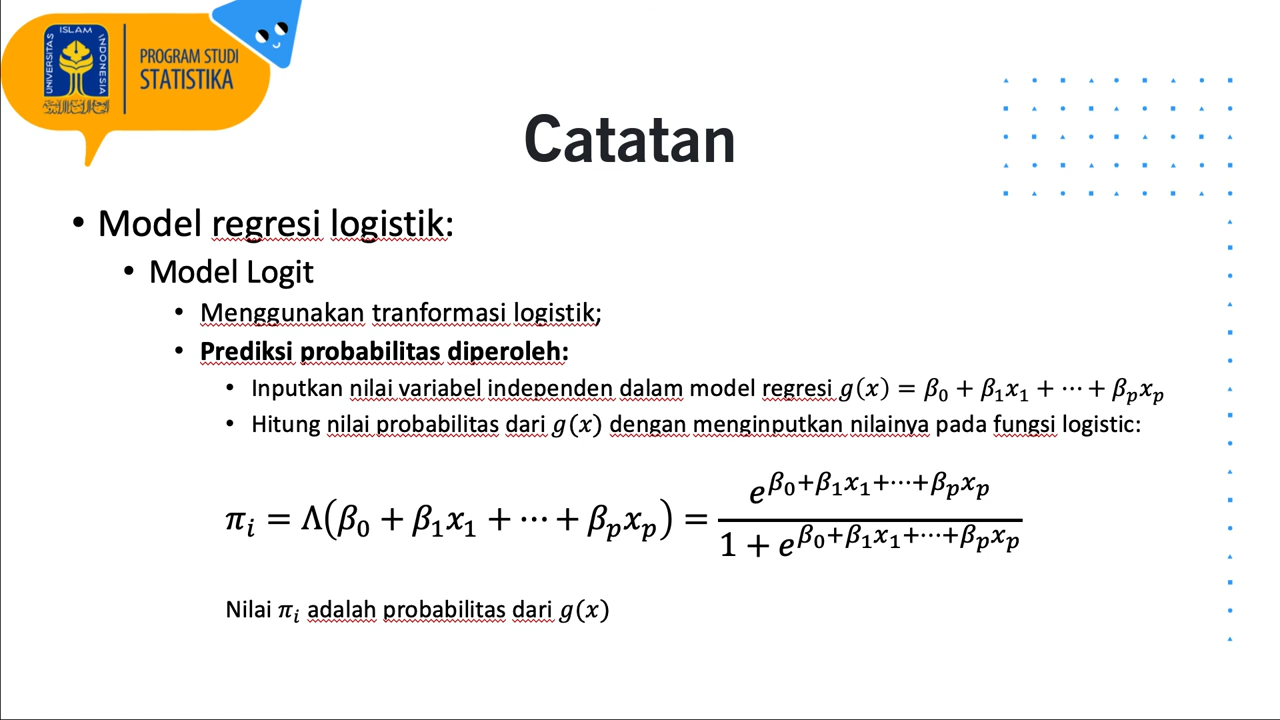 UNIVERSITAS ISLAM INDONESIA
PROGRAM STUDI
STATISTIKA
Catatan
• Model regresi logistik:
• Model Logit
• Menggunakan tranformasi logistik;
• Prediksi probabilitas diperoleh:
• Inputkan nilai variabel independen dalam model regresi g(x) = β₀ + β₁x₁ + ⋯ + βₚxₚ
• Hitung nilai probabilitas dari g(x) dengan menginputkan nilainya pada fungsi logistic:
πᵢ = Λ(β₀ + β₁x₁ + ⋯ + βₚxₚ) = e^(β₀+β₁x₁+⋯+βₚxₚ) / (1 + e^(β₀+β₁x₁+⋯+βₚxₚ))
Nilai πᵢ adalah probabilitas dari g(x)